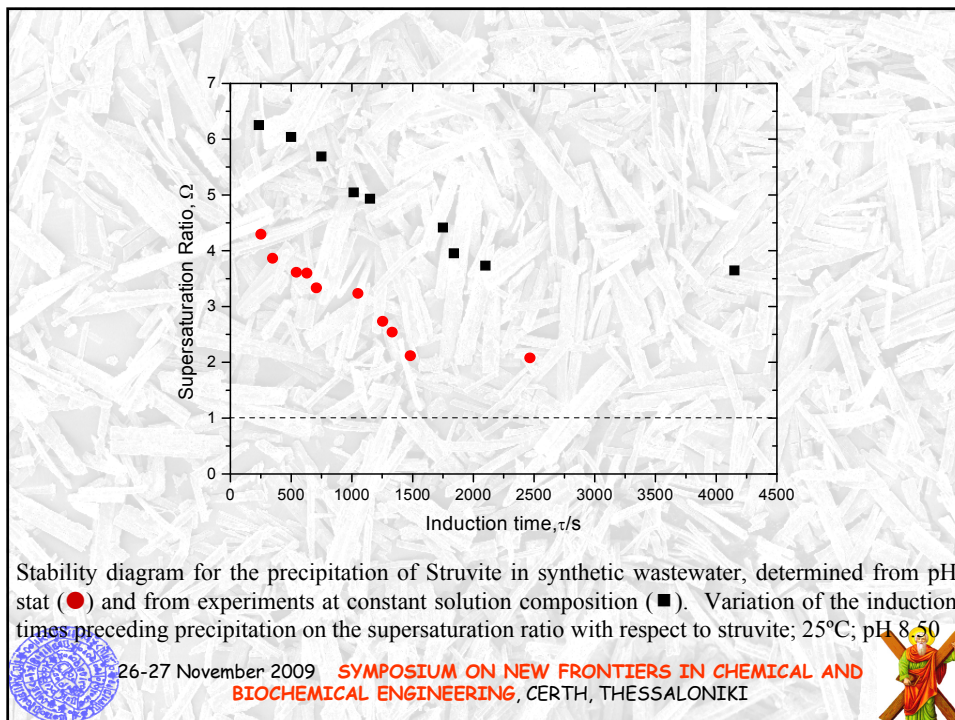 7
6
5
4
3
2
1
0
Supersaturation Ratio, Ω
0 500 1000 1500 2000 2500 3000 3500 4000 4500
Induction time,τ/s
Stability diagram for the precipitation of Struvite in synthetic wastewater, determined from pH
stat (●) and from experiments at constant solution composition (■). Variation of the induction
times preceding precipitation on the supersaturation ratio with respect to struvite; 25ºC; pH 8.50
26-27 November 2009 SYMPOSIUM ON NEW FRONTIERS IN CHEMICAL AND
BIOCHEMICAL ENGINEERING, CERTH, THESSALONIKI